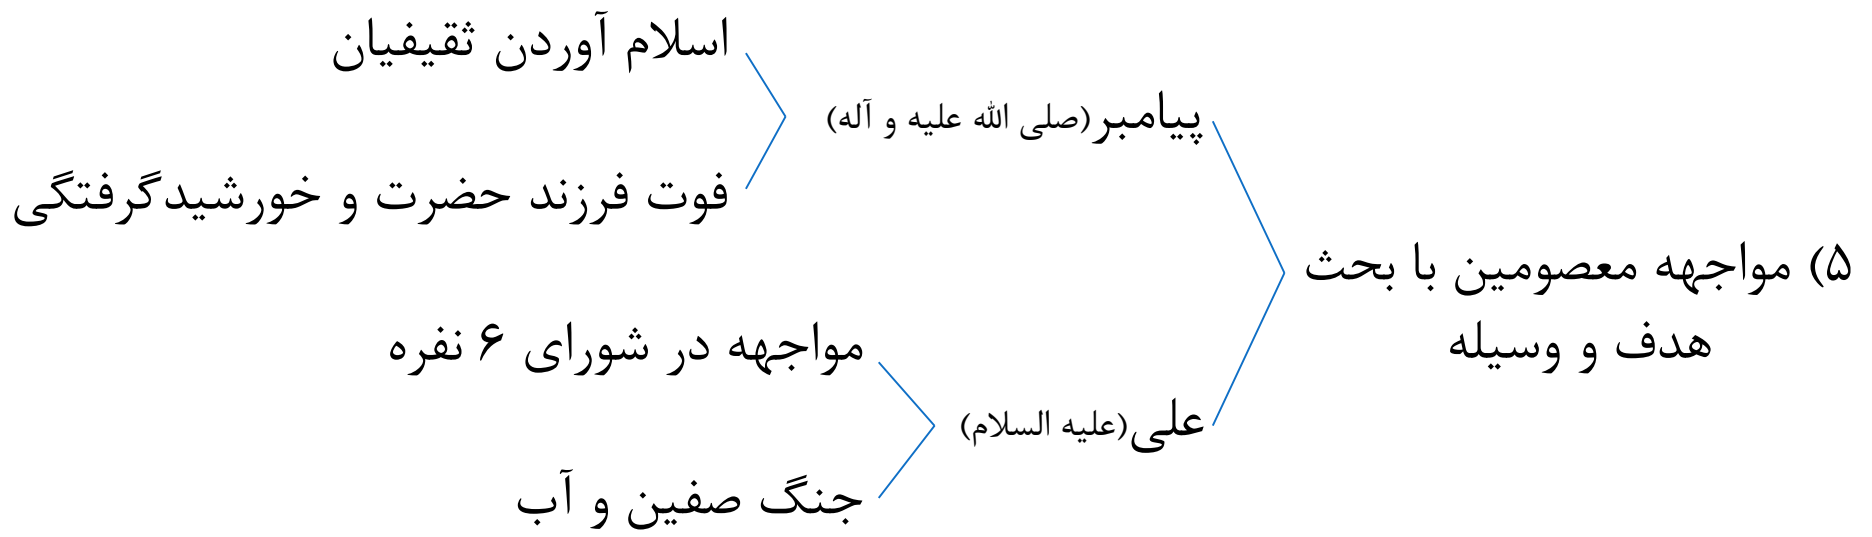 ۵) مواجهه معصومین با بحث
هدف و وسیله
پیامبر(صلی الله علیه و آله)
اسلام آوردن ثقیفیان
فوت فرزند حضرت و خورشیدگرفتگی
علی(علیه السلام)
مواجهه در شورای ۶ نفره
جنگ صفین و آب